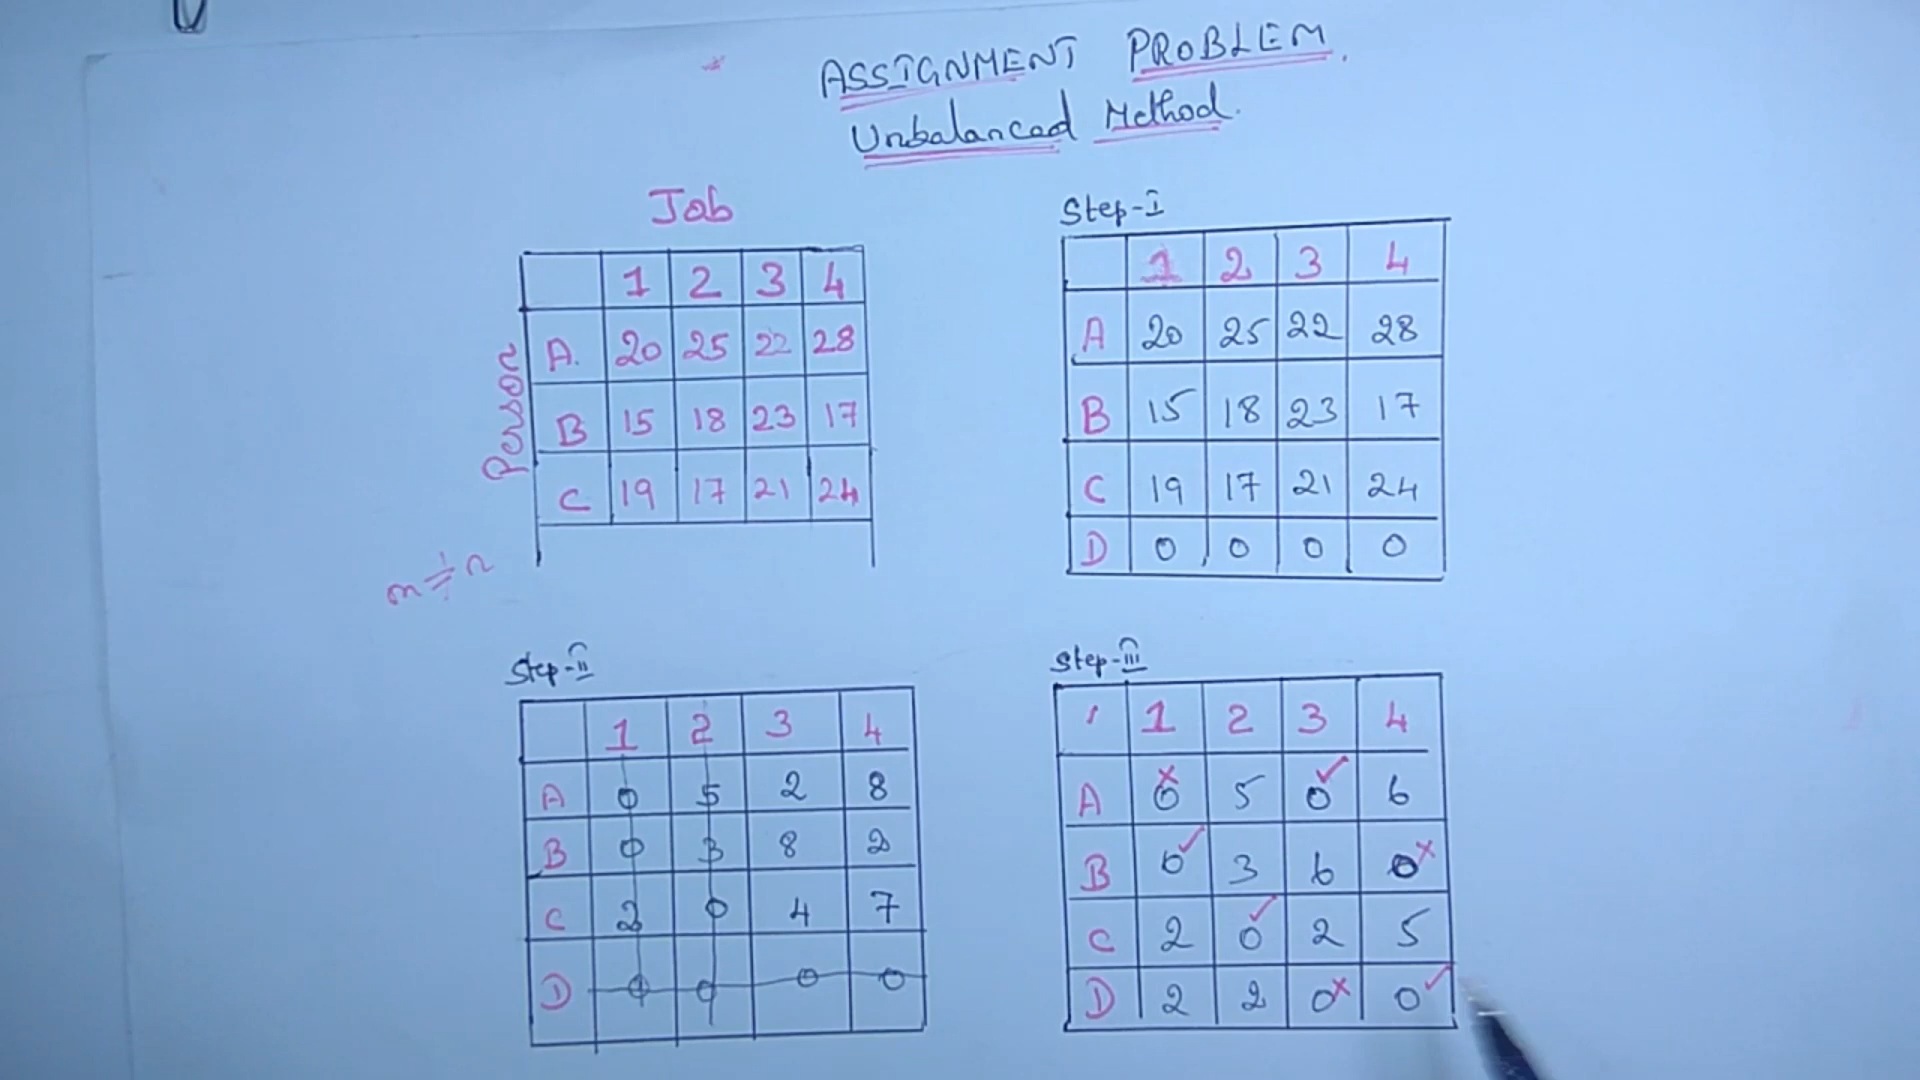 ASSIGNMENT PROBLEM.
Unbalanced Method.
Job
1 2 3 4
A. 20 25 22 28
B 15 18 23 17
C 19 17 21 24
Person
m ≠ n
Step-I
1 2 3 4
A 20 25 22 28
B 15 18 23 17
C 19 17 21 24
D 0 0 0 0
Step-II
1 2 3 4
A 0 5 2 8
B 0 3 8 2
C 2 0 4 7
D 0 0 0 0
Step-III
1 2 3 4
A 0 5 0 6
B 0 3 6 0
C 2 0 2 5
D 2 2 0 0